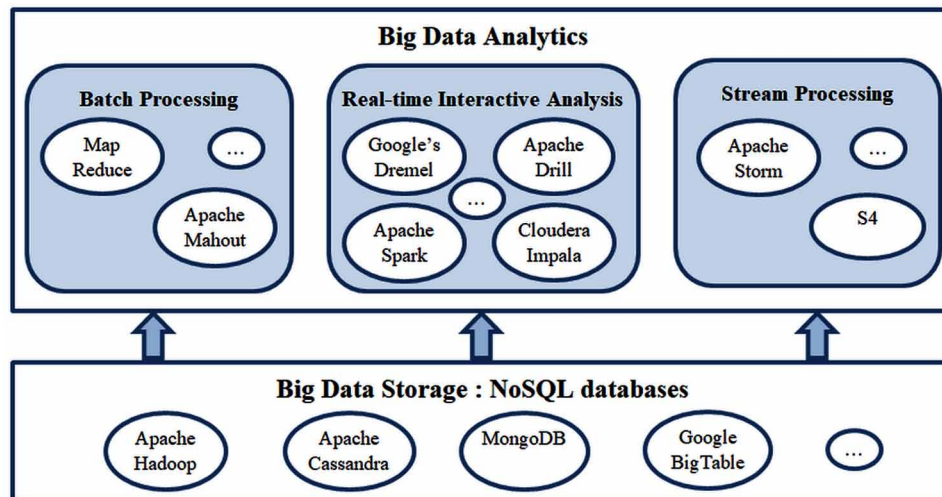 Big Data Analytics
Batch Processing
Map
Reduce
...
Apache
Mahout
Real-time Interactive Analysis
Google's
Dremel
Apache
Drill
...
Apache
Spark
Cloudera
Impala
Stream Processing
Apache
Storm
...
S4
Big Data Storage : NoSQL databases
Apache
Hadoop
Apache
Cassandra
MongoDB
Google
BigTable
...